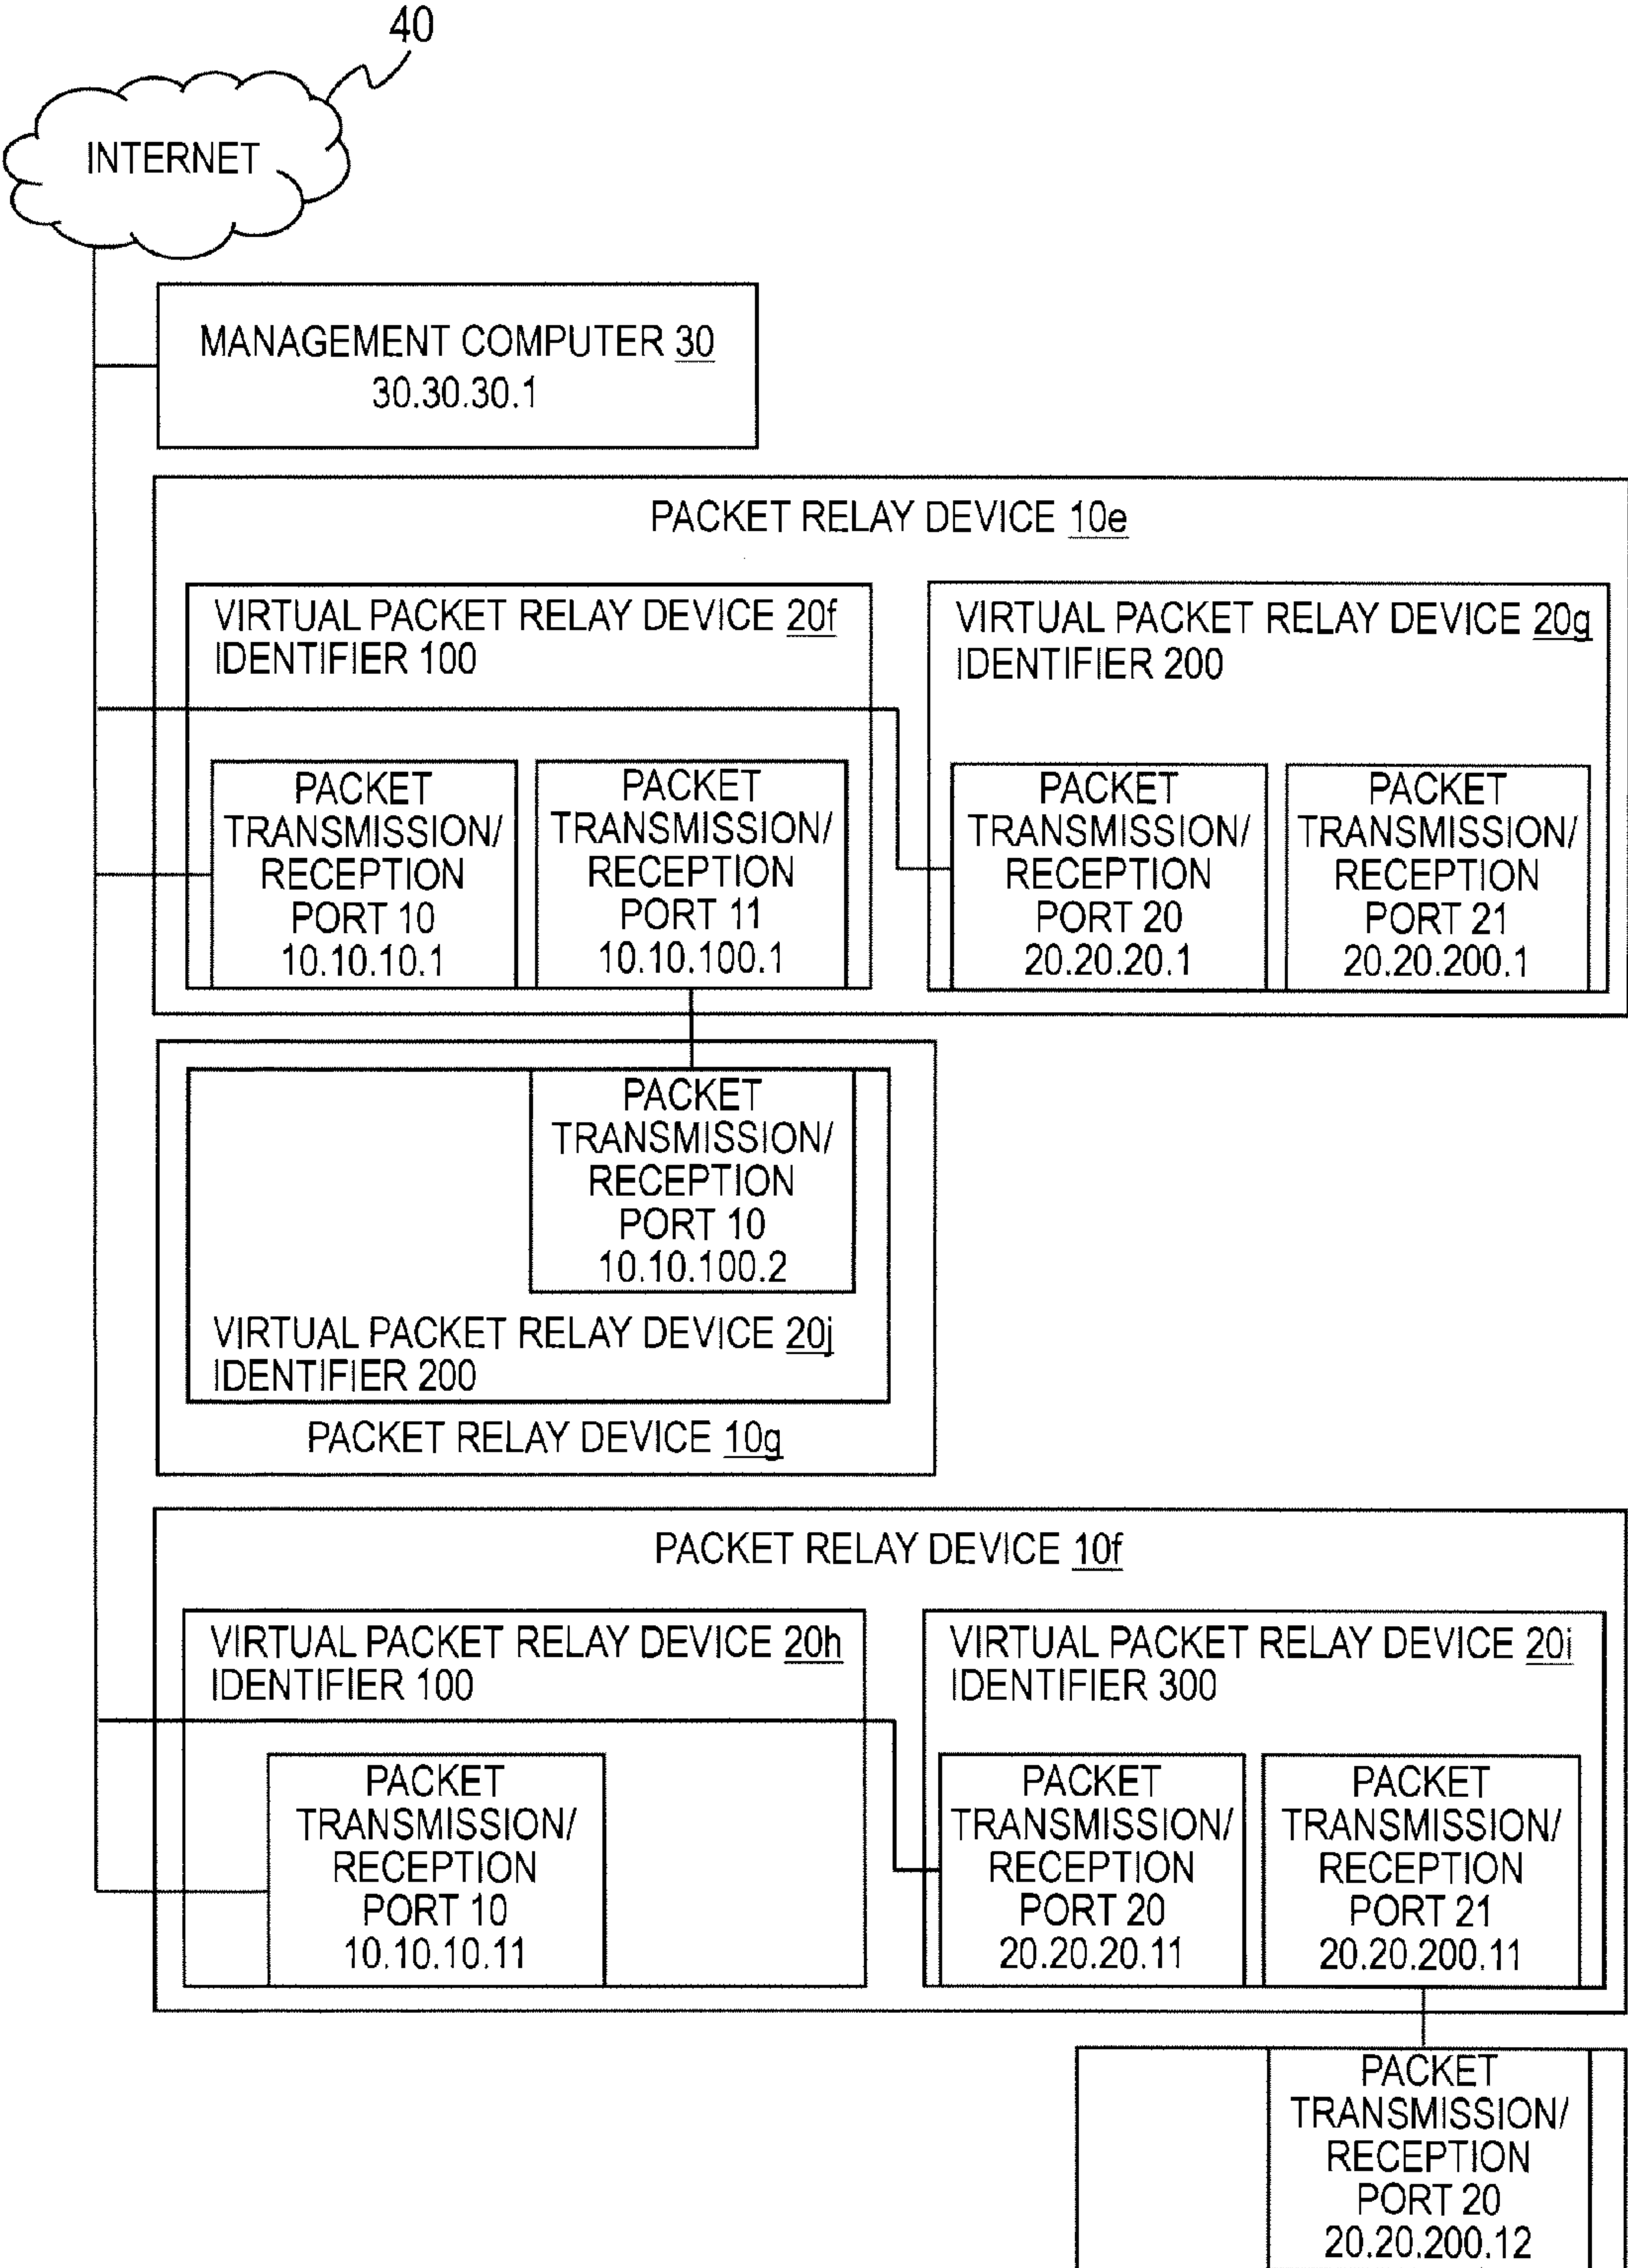 40
INTERNET
MANAGEMENT COMPUTER 30
30.30.30.1
PACKET RELAY DEVICE 10e
VIRTUAL PACKET RELAY DEVICE 20f
IDENTIFIER 100
PACKET
TRANSMISSION/
RECEPTION
PORT 10
10.10.10.1
PACKET
TRANSMISSION/
RECEPTION
PORT 11
10.10.100.1
VIRTUAL PACKET RELAY DEVICE 20g
IDENTIFIER 200
PACKET
TRANSMISSION/
RECEPTION
PORT 20
20.20.20.1
PACKET
TRANSMISSION/
RECEPTION
PORT 21
20.20.200.1
PACKET
TRANSMISSION/
RECEPTION
PORT 10
10.10.100.2
VIRTUAL PACKET RELAY DEVICE 20j
IDENTIFIER 200
PACKET RELAY DEVICE 10g
PACKET RELAY DEVICE 10f
VIRTUAL PACKET RELAY DEVICE 20h
IDENTIFIER 100
PACKET
TRANSMISSION/
RECEPTION
PORT 10
10.10.10.11
VIRTUAL PACKET RELAY DEVICE 20i
IDENTIFIER 300
PACKET
TRANSMISSION/
RECEPTION
PORT 20
20.20.20.11
PACKET
TRANSMISSION/
RECEPTION
PORT 21
20.20.200.11
PACKET
TRANSMISSION/
RECEPTION
PORT 20
20.20.200.12